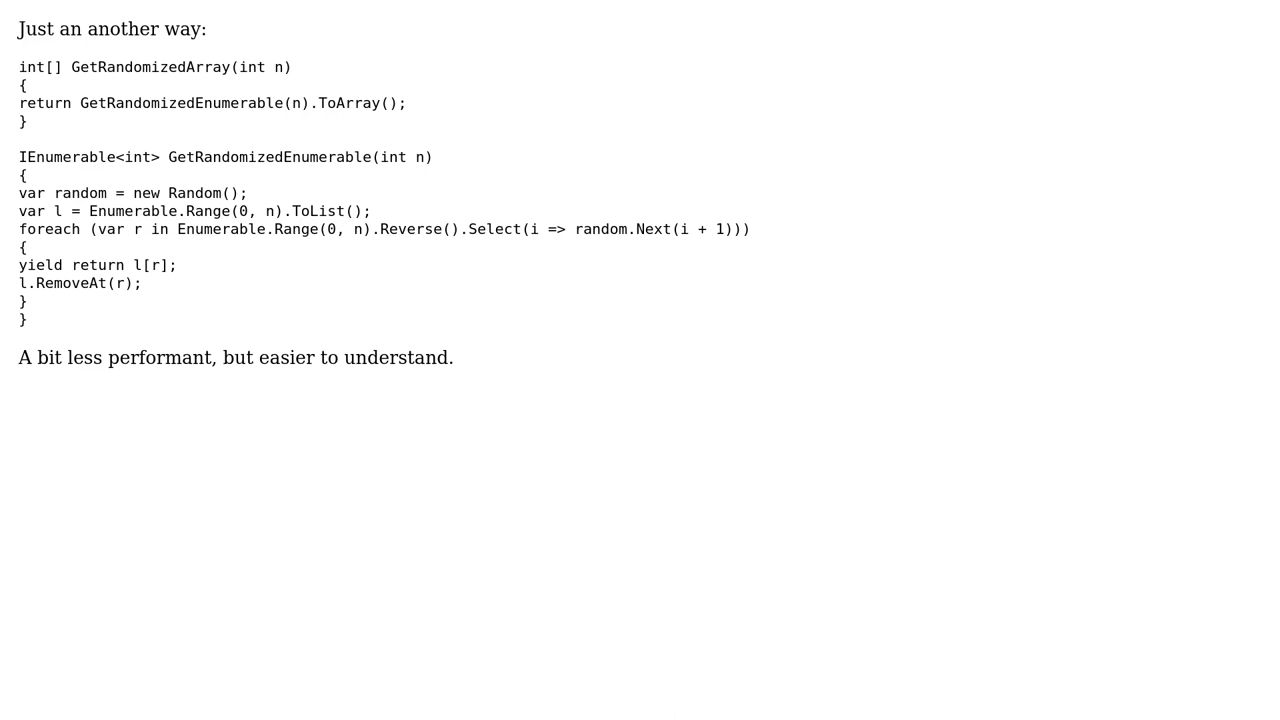 Just an another way:
int[] GetRandomizedArray(int n)
{
return GetRandomizedEnumerable(n).ToArray();
}
IEnumerable<int> GetRandomizedEnumerable(int n)
{
var random = new Random();
var l = Enumerable.Range(0, n).ToList();
foreach (var r in Enumerable.Range(0, n).Reverse().Select(i => random.Next(i + 1)))
{
yield return l[r];
l.RemoveAt(r);
}
}
A bit less performant, but easier to understand.